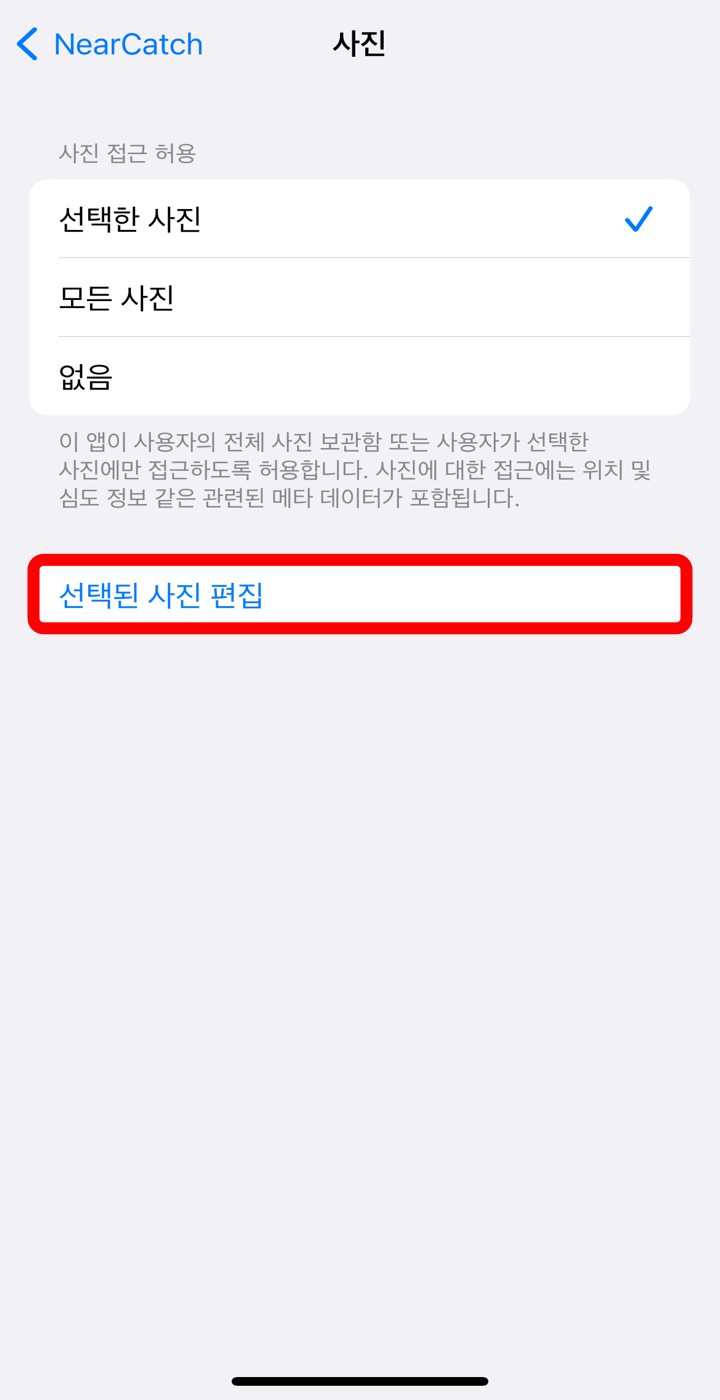 NearCatch
사진
사진 접근 허용
선택한 사진
모든 사진
없음
이 앱이 사용자의 전체 사진 보관함 또는 사용자가 선택한
사진에만 접근하도록 허용합니다. 사진에 대한 접근에는 위치 및
심도 정보 같은 관련된 메타 데이터가 포함됩니다.
선택된 사진 편집